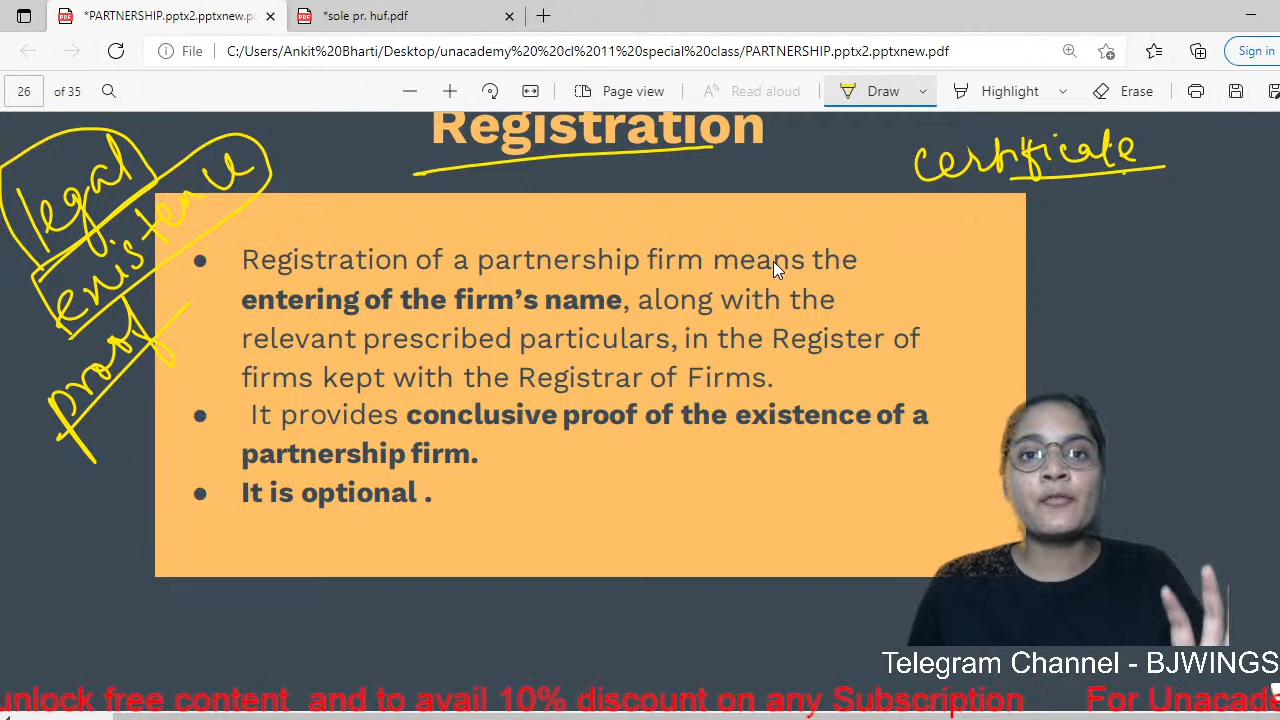 *PARTNERSHIP.pptx2.pptxnew.p
*sole pr. huf.pdf
File
C:/Users/Ankit%20Bharti/Desktop/unacademy%20%20cl%2011%20special%20class/PARTNERSHIP.pptx2.pptxnew.pdf
Sign in
26 of 35
Page view
Read aloud
Draw
Highlight
Erase
Registration
certificate
legal
existence
proof
● Registration of a partnership firm means the
entering of the firm's name, along with the
relevant prescribed particulars, in the Register of
firms kept with the Registrar of Firms.
● It provides conclusive proof of the existence of a
partnership firm.
● It is optional .
Telegram Channel - BJWINGS
unlock free content and to avail 10% discount on any Subscription For Unacade